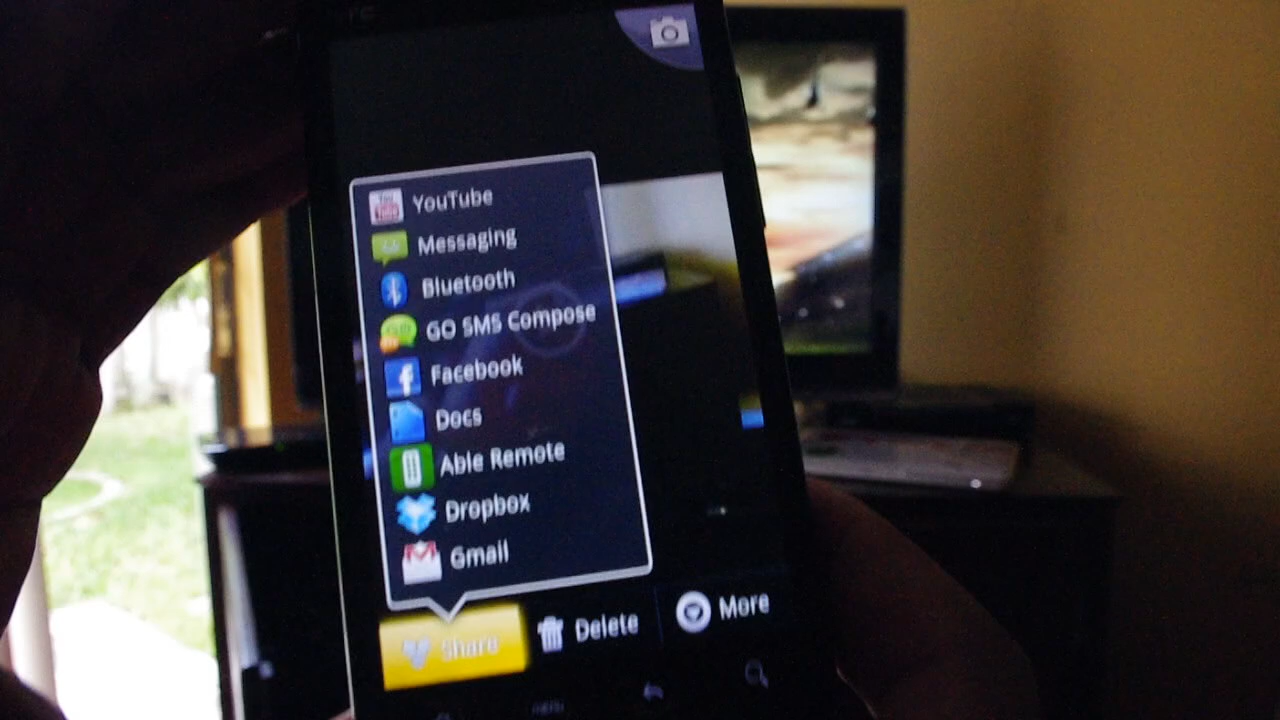 YouTube
Messaging
Bluetooth
GO SMS Compose
Facebook
Docs
Able Remote
Dropbox
Gmail
Share
Delete
More